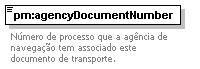 pm:agencyDocumentNumber
Número de processo que a agência de
navegação tem associado este
documento de transporte.